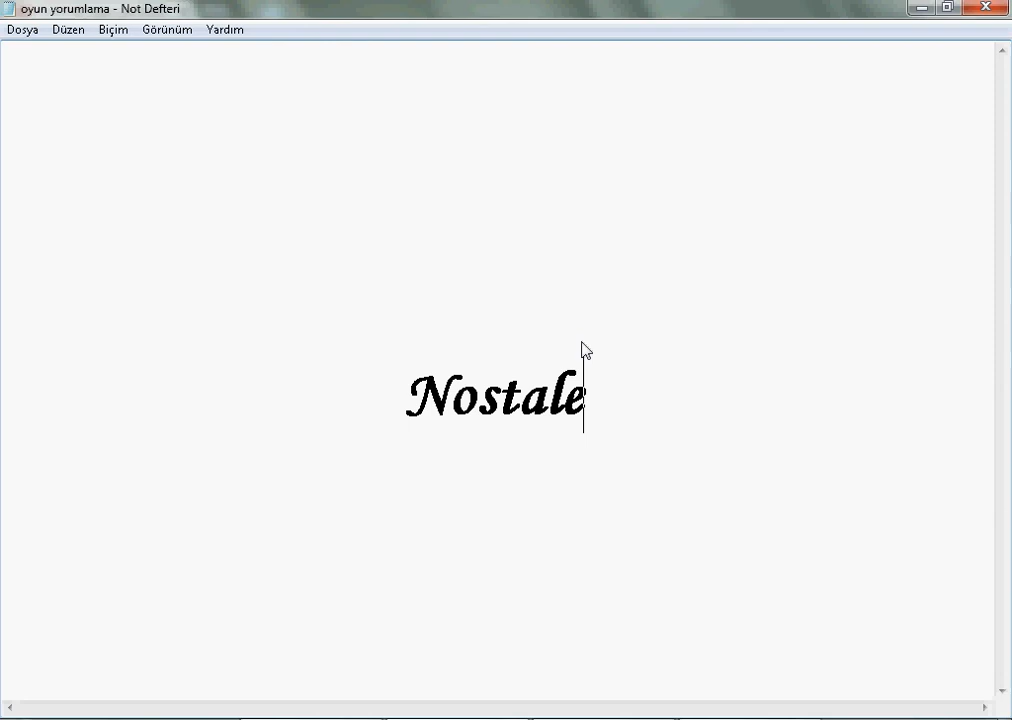 oyun yorumlama - Not Defteri
Dosya Düzen Biçim Görünüm Yardım
Nostale